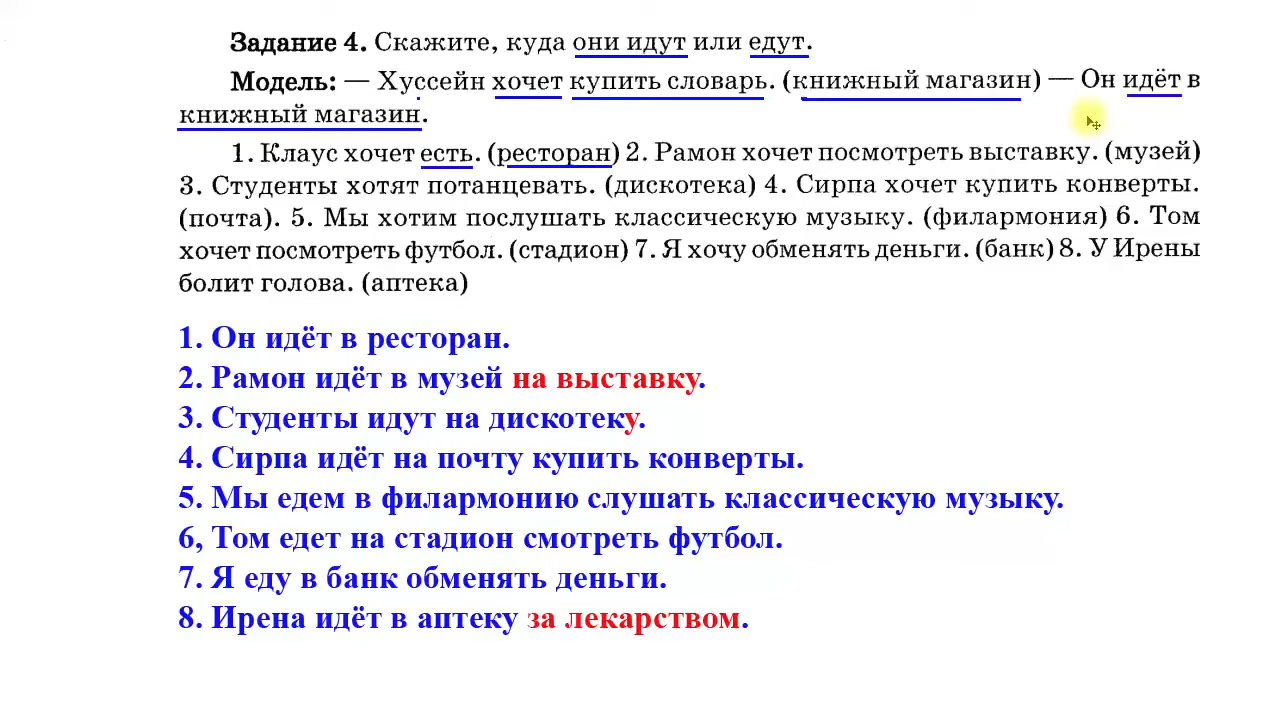 Задание 4. Скажите, куда они идут или едут.
Модель: — Хуссейн хочет купить словарь. (книжный магазин) — Он идёт в
книжный магазин.
1. Клаус хочет есть. (ресторан) 2. Рамон хочет посмотреть выставку. (музей)
3. Студенты хотят потанцевать. (дискотека) 4. Сирпа хочет купить конверты.
(почта). 5. Мы хотим послушать классическую музыку. (филармония) 6. Том
хочет посмотреть футбол. (стадион) 7. Я хочу обменять деньги. (банк) 8. У Ирены
болит голова. (аптека)
1. Он идёт в ресторан.
2. Рамон идёт в музей на выставку.
3. Студенты идут на дискотеку.
4. Сирпа идёт на почту купить конверты.
5. Мы едем в филармонию слушать классическую музыку.
6, Том едет на стадион смотреть футбол.
7. Я еду в банк обменять деньги.
8. Ирена идёт в аптеку за лекарством.